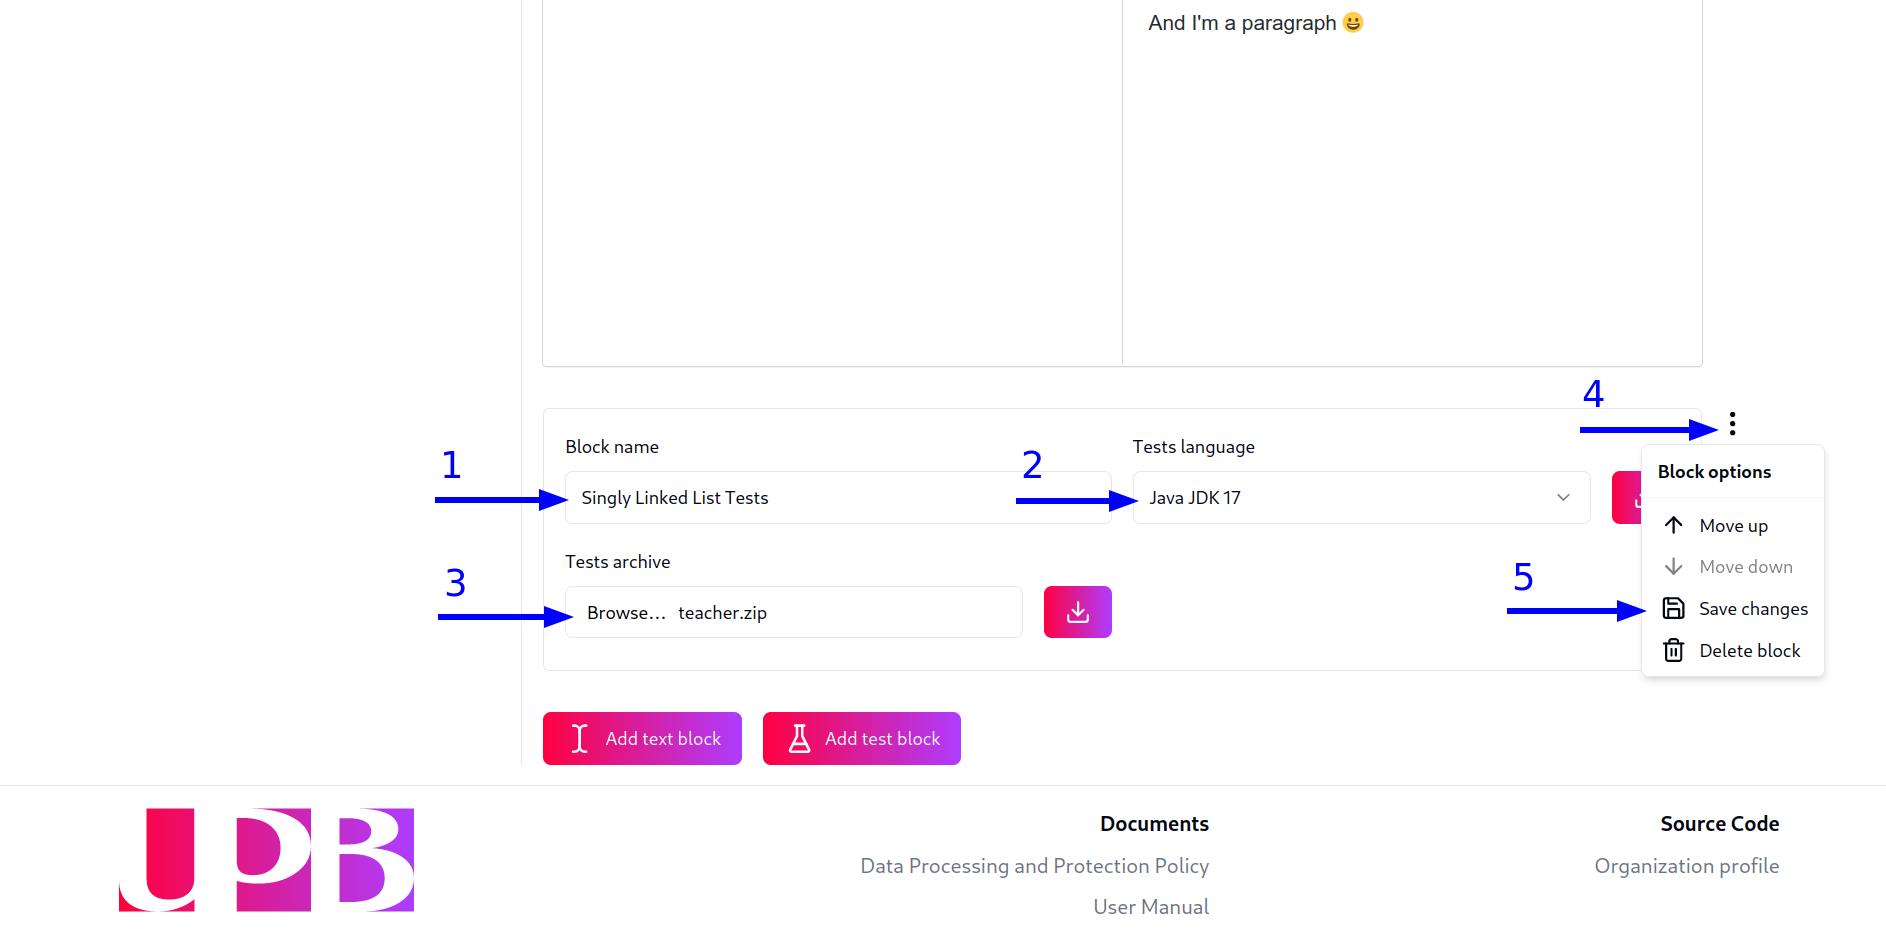 And I'm a paragraph 😀
4
Block name
Tests language
1
2
Singly Linked List Tests
Java JDK 17
Block options
Move up
Tests archive
Move down
3
5
Browse... teacher.zip
Save changes
Delete block
Add text block
Add test block
UPB
Documents
Source Code
Data Processing and Protection Policy
Organization profile
User Manual